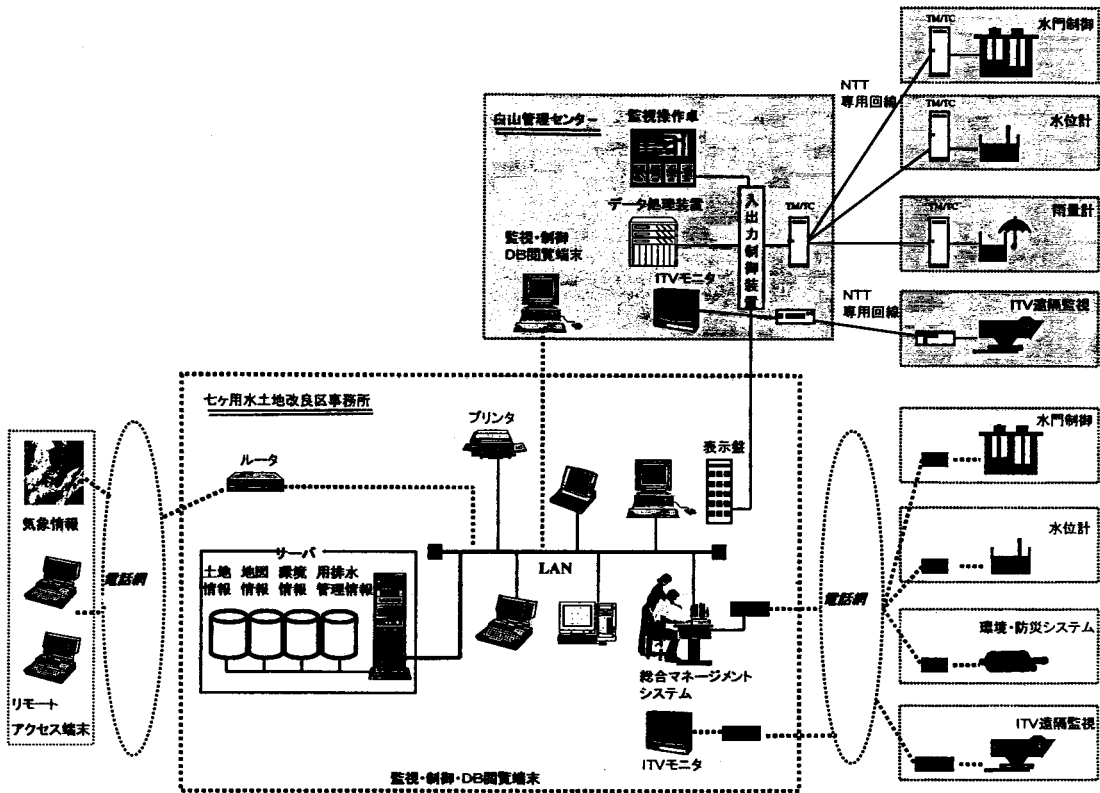 TM/TC
水門制御
NTT
専用回線
TM/TC
水位計
白山管理センター
監視操作卓
データ処理装置
入出力制御装置
TM/TC
TM/TC
雨量計
監視・制御
DB閲覧端末
ITVモニタ
NTT
専用回線
ITV遠隔監視
七ヶ用水土地改良区事務所
プリンタ
表示盤
水門制御
ルータ
気象情報
電話網
サーバ
土地
情報
地図
情報
環境
情報
用排水
管理情報
LAN
電話網
水位計
環境・防災システム
リモート
アクセス端末
総合マネージメント
システム
ITVモニタ
ITV遠隔監視
監視・制御・DB閲覧端末